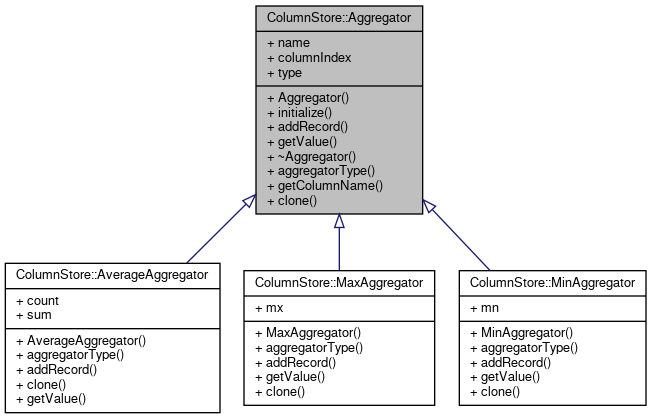 ColumnStore::Aggregator
+ name
+ columnIndex
+ type
+ Aggregator()
+ initialize()
+ addRecord()
+ getValue()
+ ~Aggregator()
+ aggregatorType()
+ getColumnName()
+ clone()
ColumnStore::AverageAggregator
+ count
+ sum
+ AverageAggregator()
+ aggregatorType()
+ addRecord()
+ clone()
+ getValue()
ColumnStore::MaxAggregator
+ mx
+ MaxAggregator()
+ aggregatorType()
+ addRecord()
+ getValue()
+ clone()
ColumnStore::MinAggregator
+ mn
+ MinAggregator()
+ aggregatorType()
+ addRecord()
+ getValue()
+ clone()